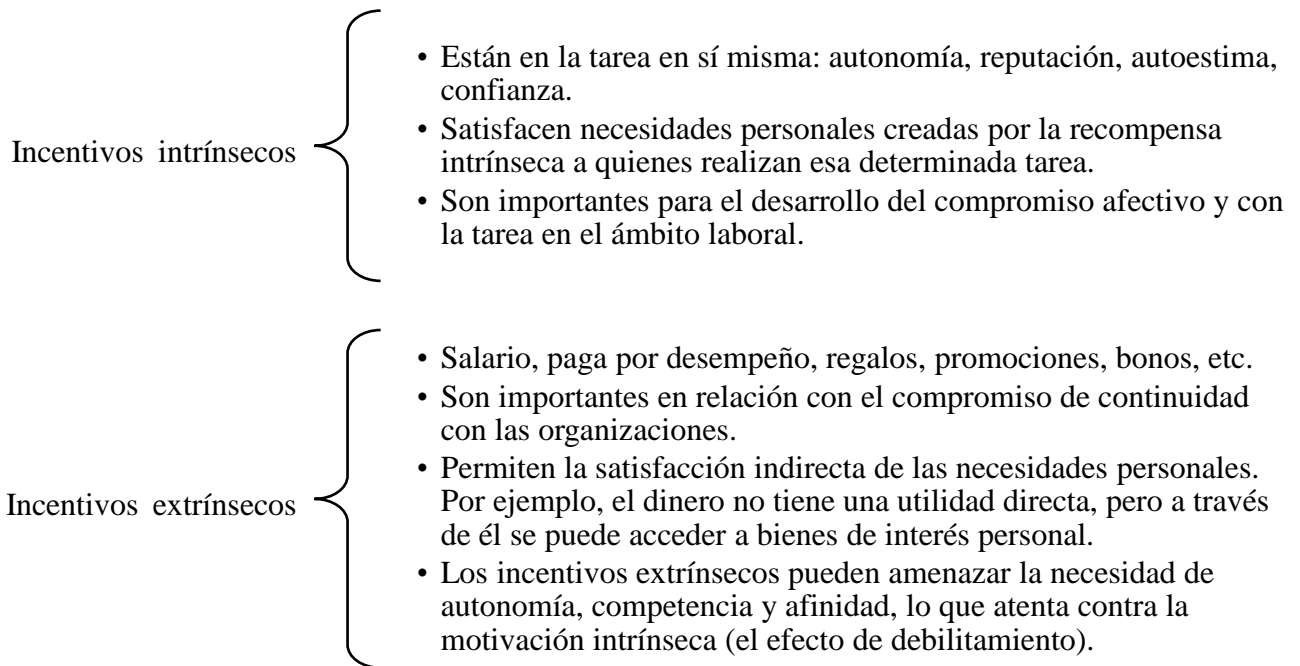 Incentivos intrínsecos
• Están en la tarea en sí misma: autonomía, reputación, autoestima,
confianza.
• Satisfacen necesidades personales creadas por la recompensa
intrínseca a quienes realizan esa determinada tarea.
• Son importantes para el desarrollo del compromiso afectivo y con
la tarea en el ámbito laboral.
Incentivos extrínsecos
• Salario, paga por desempeño, regalos, promociones, bonos, etc.
• Son importantes en relación con el compromiso de continuidad
con las organizaciones.
• Permiten la satisfacción indirecta de las necesidades personales.
Por ejemplo, el dinero no tiene una utilidad directa, pero a través
de él se puede acceder a bienes de interés personal.
• Los incentivos extrínsecos pueden amenazar la necesidad de
autonomía, competencia y afinidad, lo que atenta contra la
motivación intrínseca (el efecto de debilitamiento).